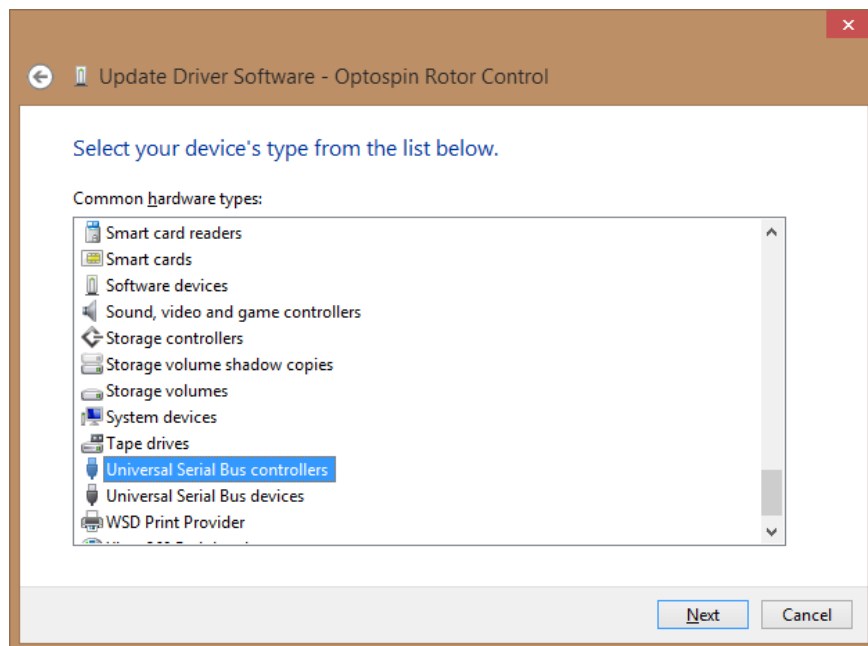 Update Driver Software - Optospin Rotor Control
Select your device's type from the list below.
Common hardware types:
Smart card readers
Smart cards
Software devices
Sound, video and game controllers
Storage controllers
Storage volume shadow copies
Storage volumes
System devices
Tape drives
Universal Serial Bus controllers
Universal Serial Bus devices
WSD Print Provider
Next Cancel